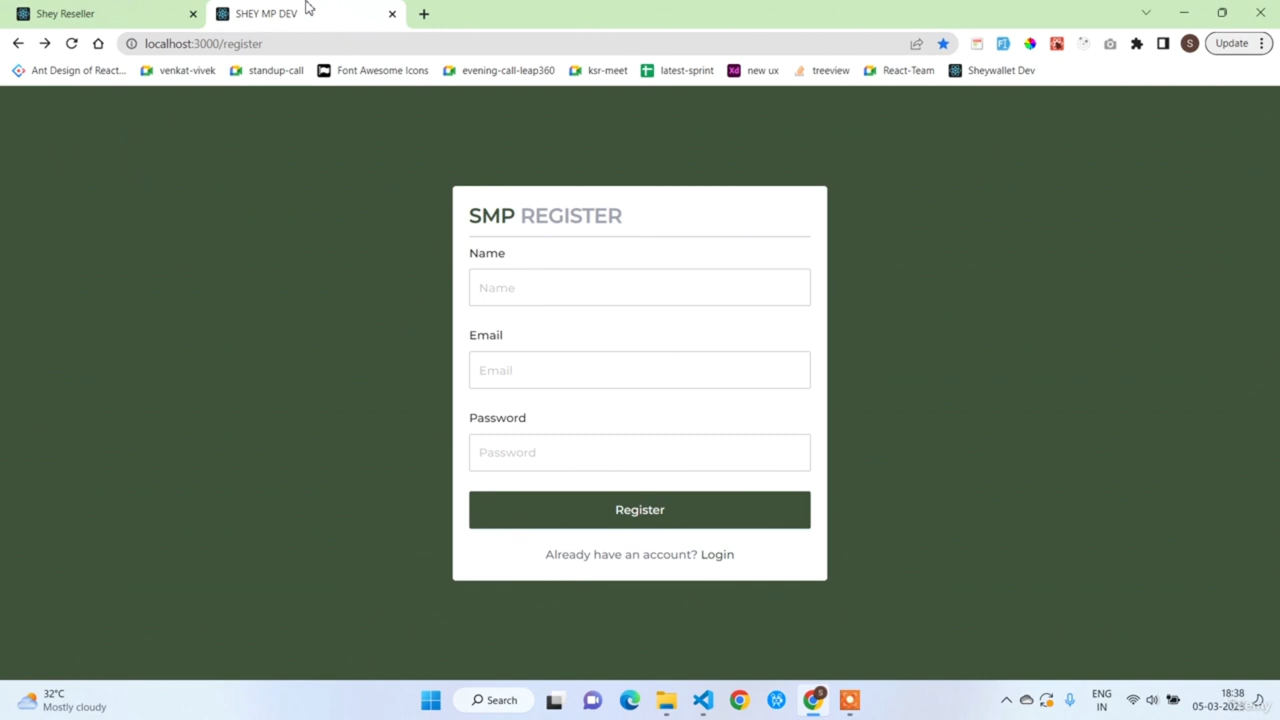 Shey Reseller
SHEY MP DEV
localhost:3000/register
S
Update
Ant Design of React...
venkat-vivek
standup-call
Font Awesome Icons
evening-call-leap360
ksr-meet
latest-sprint
Xd new ux
treeview
React-Team
Sheywallet Dev
SMP REGISTER
Name
Name
Email
Email
Password
Password
Register
Already have an account? Login
32°C
Mostly cloudy
Search
ENG
IN
18:38
05-03-2023